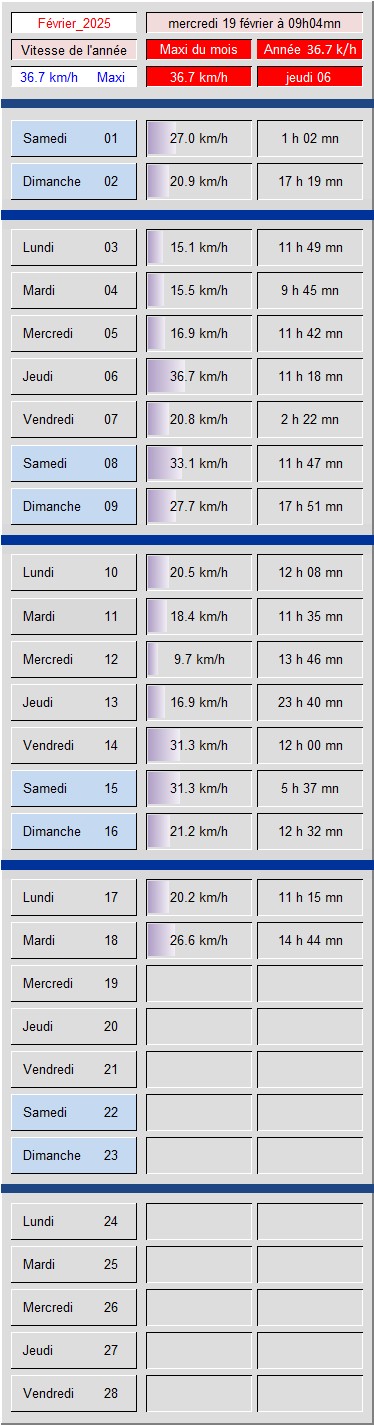 Février_2025 mercredi 19 février à 09h04mn
Vitesse de l'année Maxi du mois Année 36.7 k/h
36.7 km/h Maxi 36.7 km/h jeudi 06
Samedi 01 27.0 km/h 1 h 02 mn
Dimanche 02 20.9 km/h 17 h 19 mn
Lundi 03 15.1 km/h 11 h 49 mn
Mardi 04 15.5 km/h 9 h 45 mn
Mercredi 05 16.9 km/h 11 h 42 mn
Jeudi 06 36.7 km/h 11 h 18 mn
Vendredi 07 20.8 km/h 2 h 22 mn
Samedi 08 33.1 km/h 11 h 47 mn
Dimanche 09 27.7 km/h 17 h 51 mn
Lundi 10 20.5 km/h 12 h 08 mn
Mardi 11 18.4 km/h 11 h 35 mn
Mercredi 12 9.7 km/h 13 h 46 mn
Jeudi 13 16.9 km/h 23 h 40 mn
Vendredi 14 31.3 km/h 12 h 00 mn
Samedi 15 31.3 km/h 5 h 37 mn
Dimanche 16 21.2 km/h 12 h 32 mn
Lundi 17 20.2 km/h 11 h 15 mn
Mardi 18 26.6 km/h 14 h 44 mn
Mercredi 19
Jeudi 20
Vendredi 21
Samedi 22
Dimanche 23
Lundi 24
Mardi 25
Mercredi 26
Jeudi 27
Vendredi 28